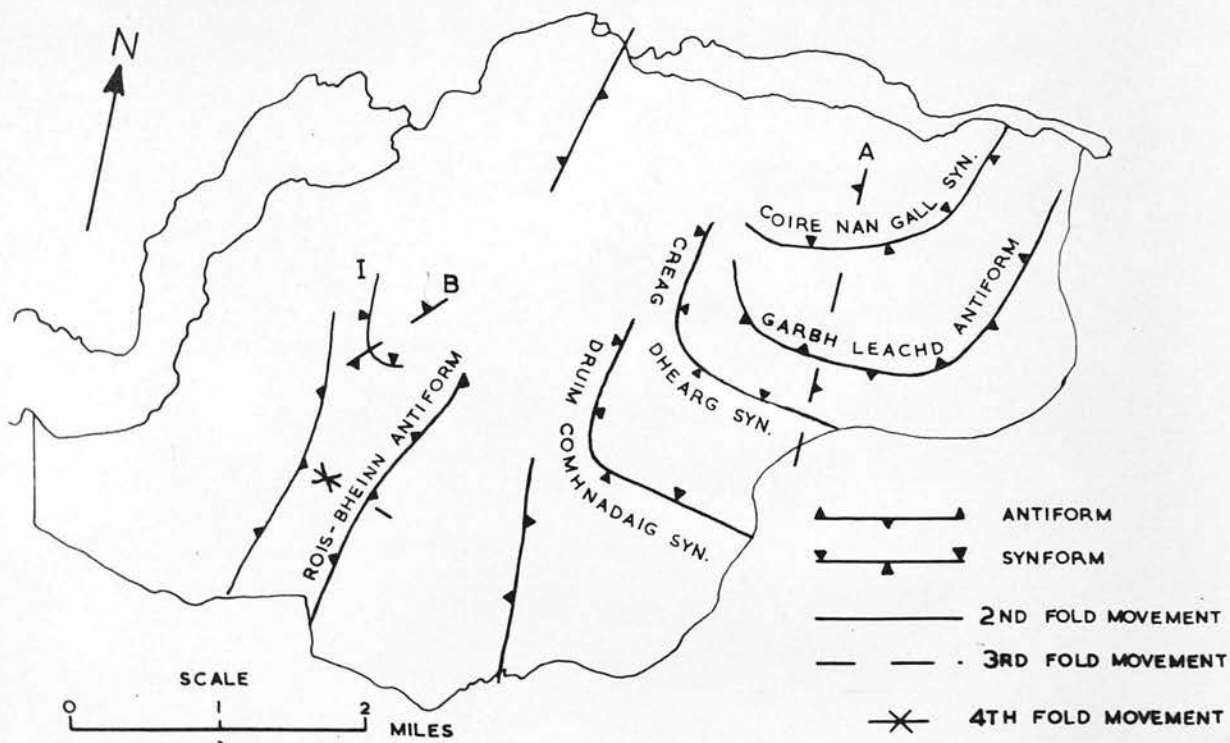 N
A
COIRE NAN GALL SYN.
CREAG
DHEARG SYN.
GARBH LEACHD ANTIFORM
I
B
DRUIM
COMHNADAIG SYN.
ROIS-BHEINN ANTIFORM
ANTIFORM
SYNFORM
2ND FOLD MOVEMENT
3RD FOLD MOVEMENT
4TH FOLD MOVEMENT
SCALE
0 1 2
MILES